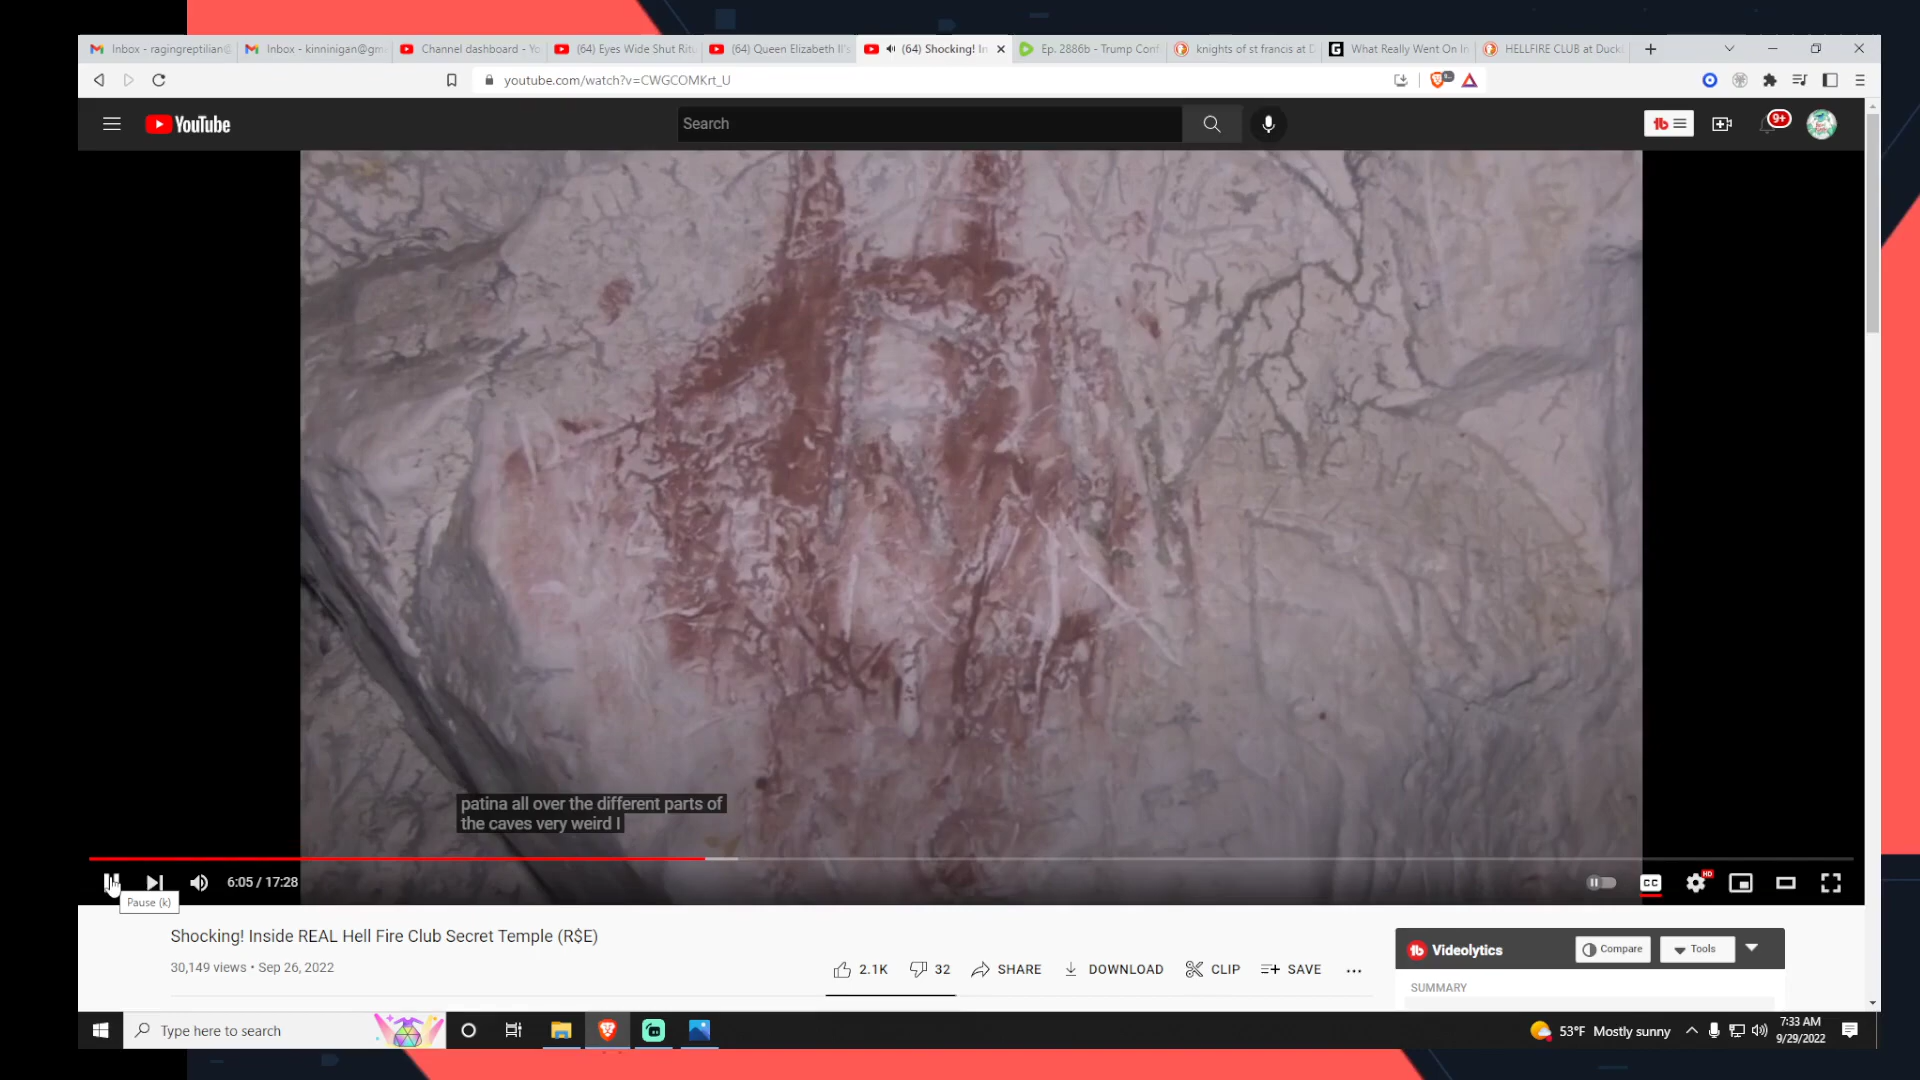 Inbox - ragingreptilian@
Inbox - kinninigan@gm
Channel dashboard - Yo
(64) Eyes Wide Shut Ritu
(64) Queen Elizabeth II's
(64) Shocking! In
Ep. 2886b - Trump Conf
knights of st francis at D
What Really Went On In
HELLFIRE CLUB at Duck
youtube.com/watch?v=CWGCOMKrt_U
YouTube
Search
9+
patina all over the different parts of
the caves very weird I
6:05 / 17:28
CC
HD
Pause (k)
Shocking! Inside REAL Hell Fire Club Secret Temple (R$E)
30,149 views • Sep 26, 2022
2.1K
32
SHARE
DOWNLOAD
CLIP
SAVE
Videolytics
Compare
Tools
SUMMARY
Type here to search
53°F Mostly sunny
7:33 AM
9/29/2022